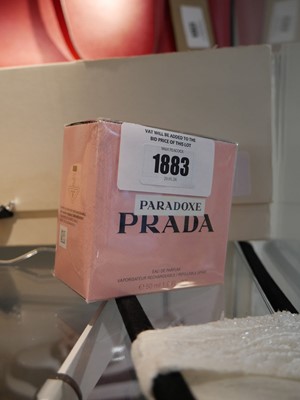 VAT WILL BE ADDED TO THE
BID PRICE OF THIS LOT
1883
PARADOXE
PRADA
EAU DE PARFUM